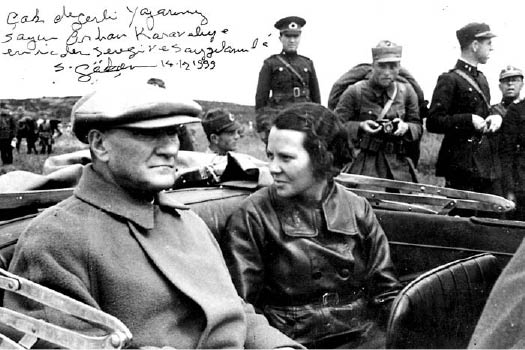 Çok değerli Yazarımız
Sayın Orhan Karaveli'ye
en içten sevgi ve saygılarımla
S. Gökçen 14.12.1999